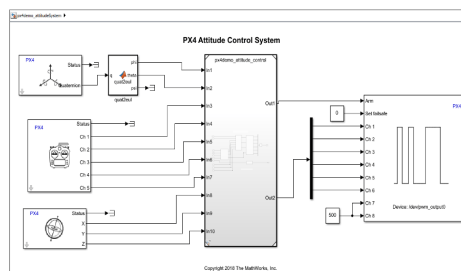 px4demo_attitudeSystem
PX4 Attitude Control System
PX4
Status
Quaternion
q
phi
theta
psi
quat2eul
quat2eul
PX4
Status
Ch 1
Ch 2
Ch 3
Ch 4
Ch 5
PX4
Status
X
Y
Z
px4demo_attitude_control
In1
In2
In3
In4
In5
In6
In7
In8
In9
In10
Out1
Out2
0
500
PX4
Arm
Set failsafe
Ch 1
Ch 2
Ch 3
Ch 4
Ch 5
Ch 6
Ch 7
Ch 8
Device: /dev/pwm_output0
Copyright 2018 The MathWorks, Inc.